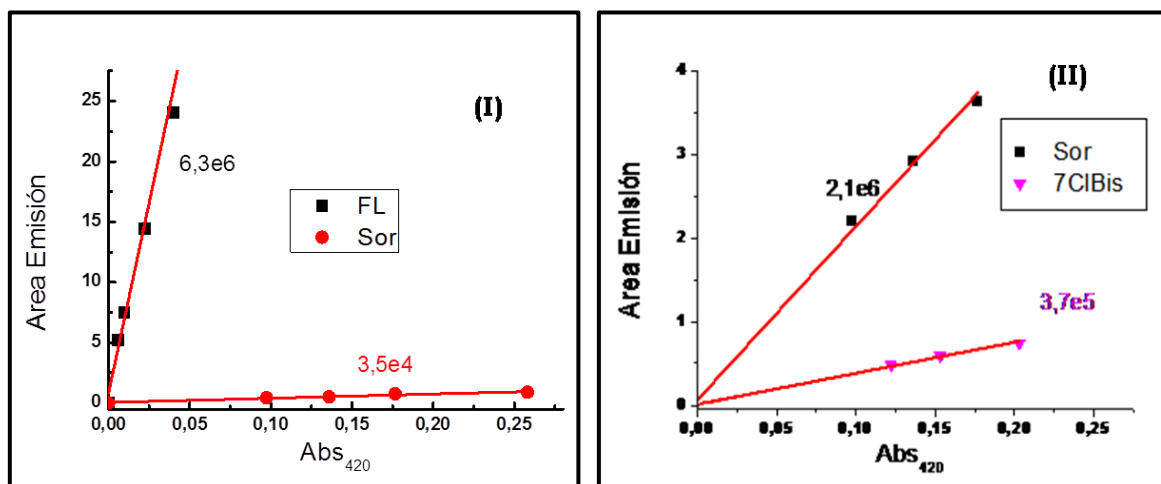 (I)
Area Emisión
25
20
15
10
5
0
6,3e6
FL
Sor
3,5e4
0,00 0,05 0,10 0,15 0,20 0,25
Abs420
(II)
Area Emisión
4
3
2
1
0
Sor
7ClBis
2,1e6
3,7e5
0,00 0,05 0,10 0,15 0,20 0,25
Abs420